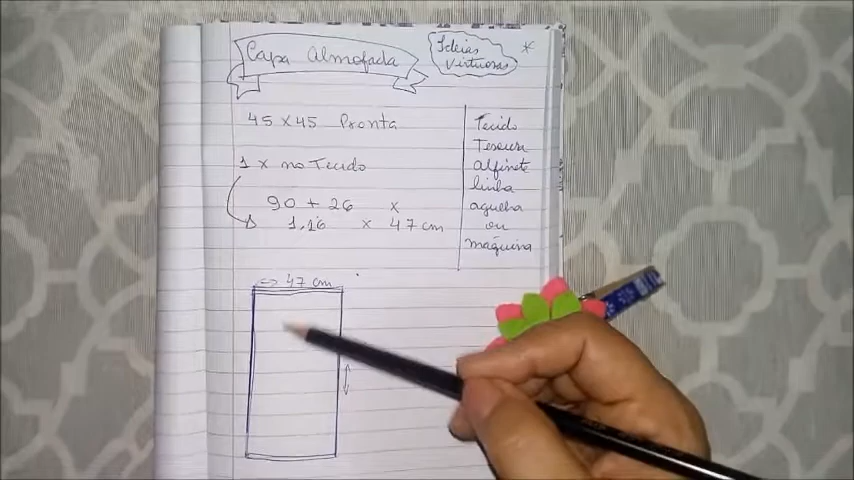 Capa Almofada
Ideias
Virtuosas
*
45 x 45 Pronta
1 x no Tecido
90 + 26 x
1,16 x 47 cm
Tecido
Tesoura
alfinete
linha
agulha
ou
máquina
47 cm